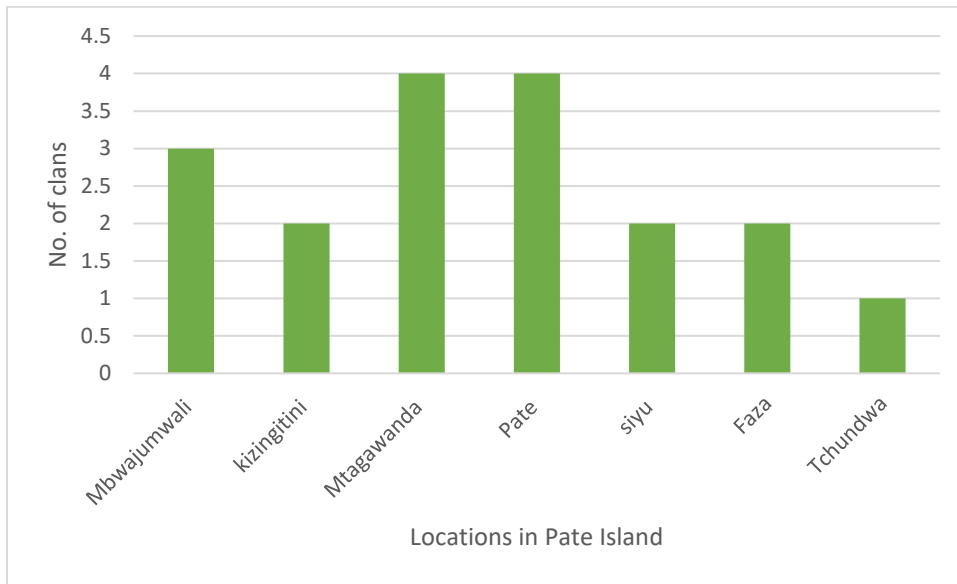 4.5
4
3.5
3
2.5
2
1.5
1
0.5
0
No. of clans
Mbwajumwali
kizingitini
Mtagawanda
Pate
siyu
Faza
Tchundwa
Locations in Pate Island